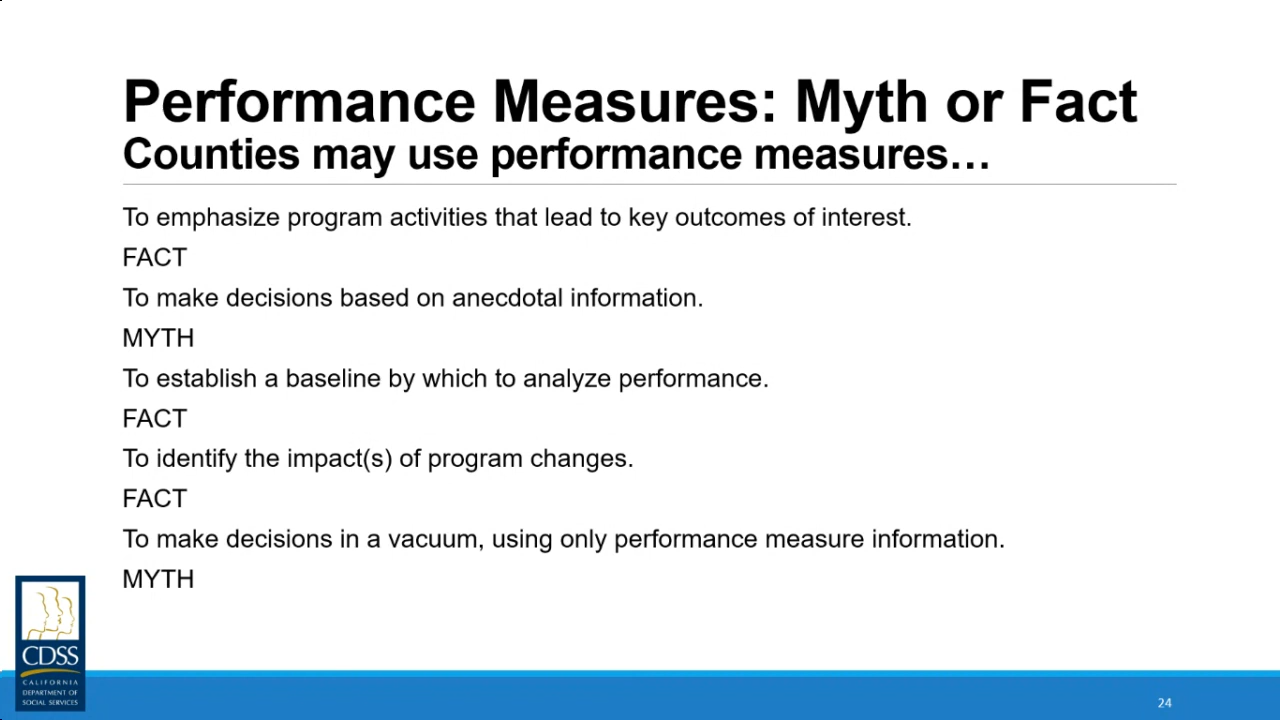 Performance Measures: Myth or Fact
Counties may use performance measures…
To emphasize program activities that lead to key outcomes of interest.
FACT
To make decisions based on anecdotal information.
MYTH
To establish a baseline by which to analyze performance.
FACT
To identify the impact(s) of program changes.
FACT
To make decisions in a vacuum, using only performance measure information.
MYTH
CDSS
CALIFORNIA
DEPARTMENT OF
SOCIAL SERVICES
24